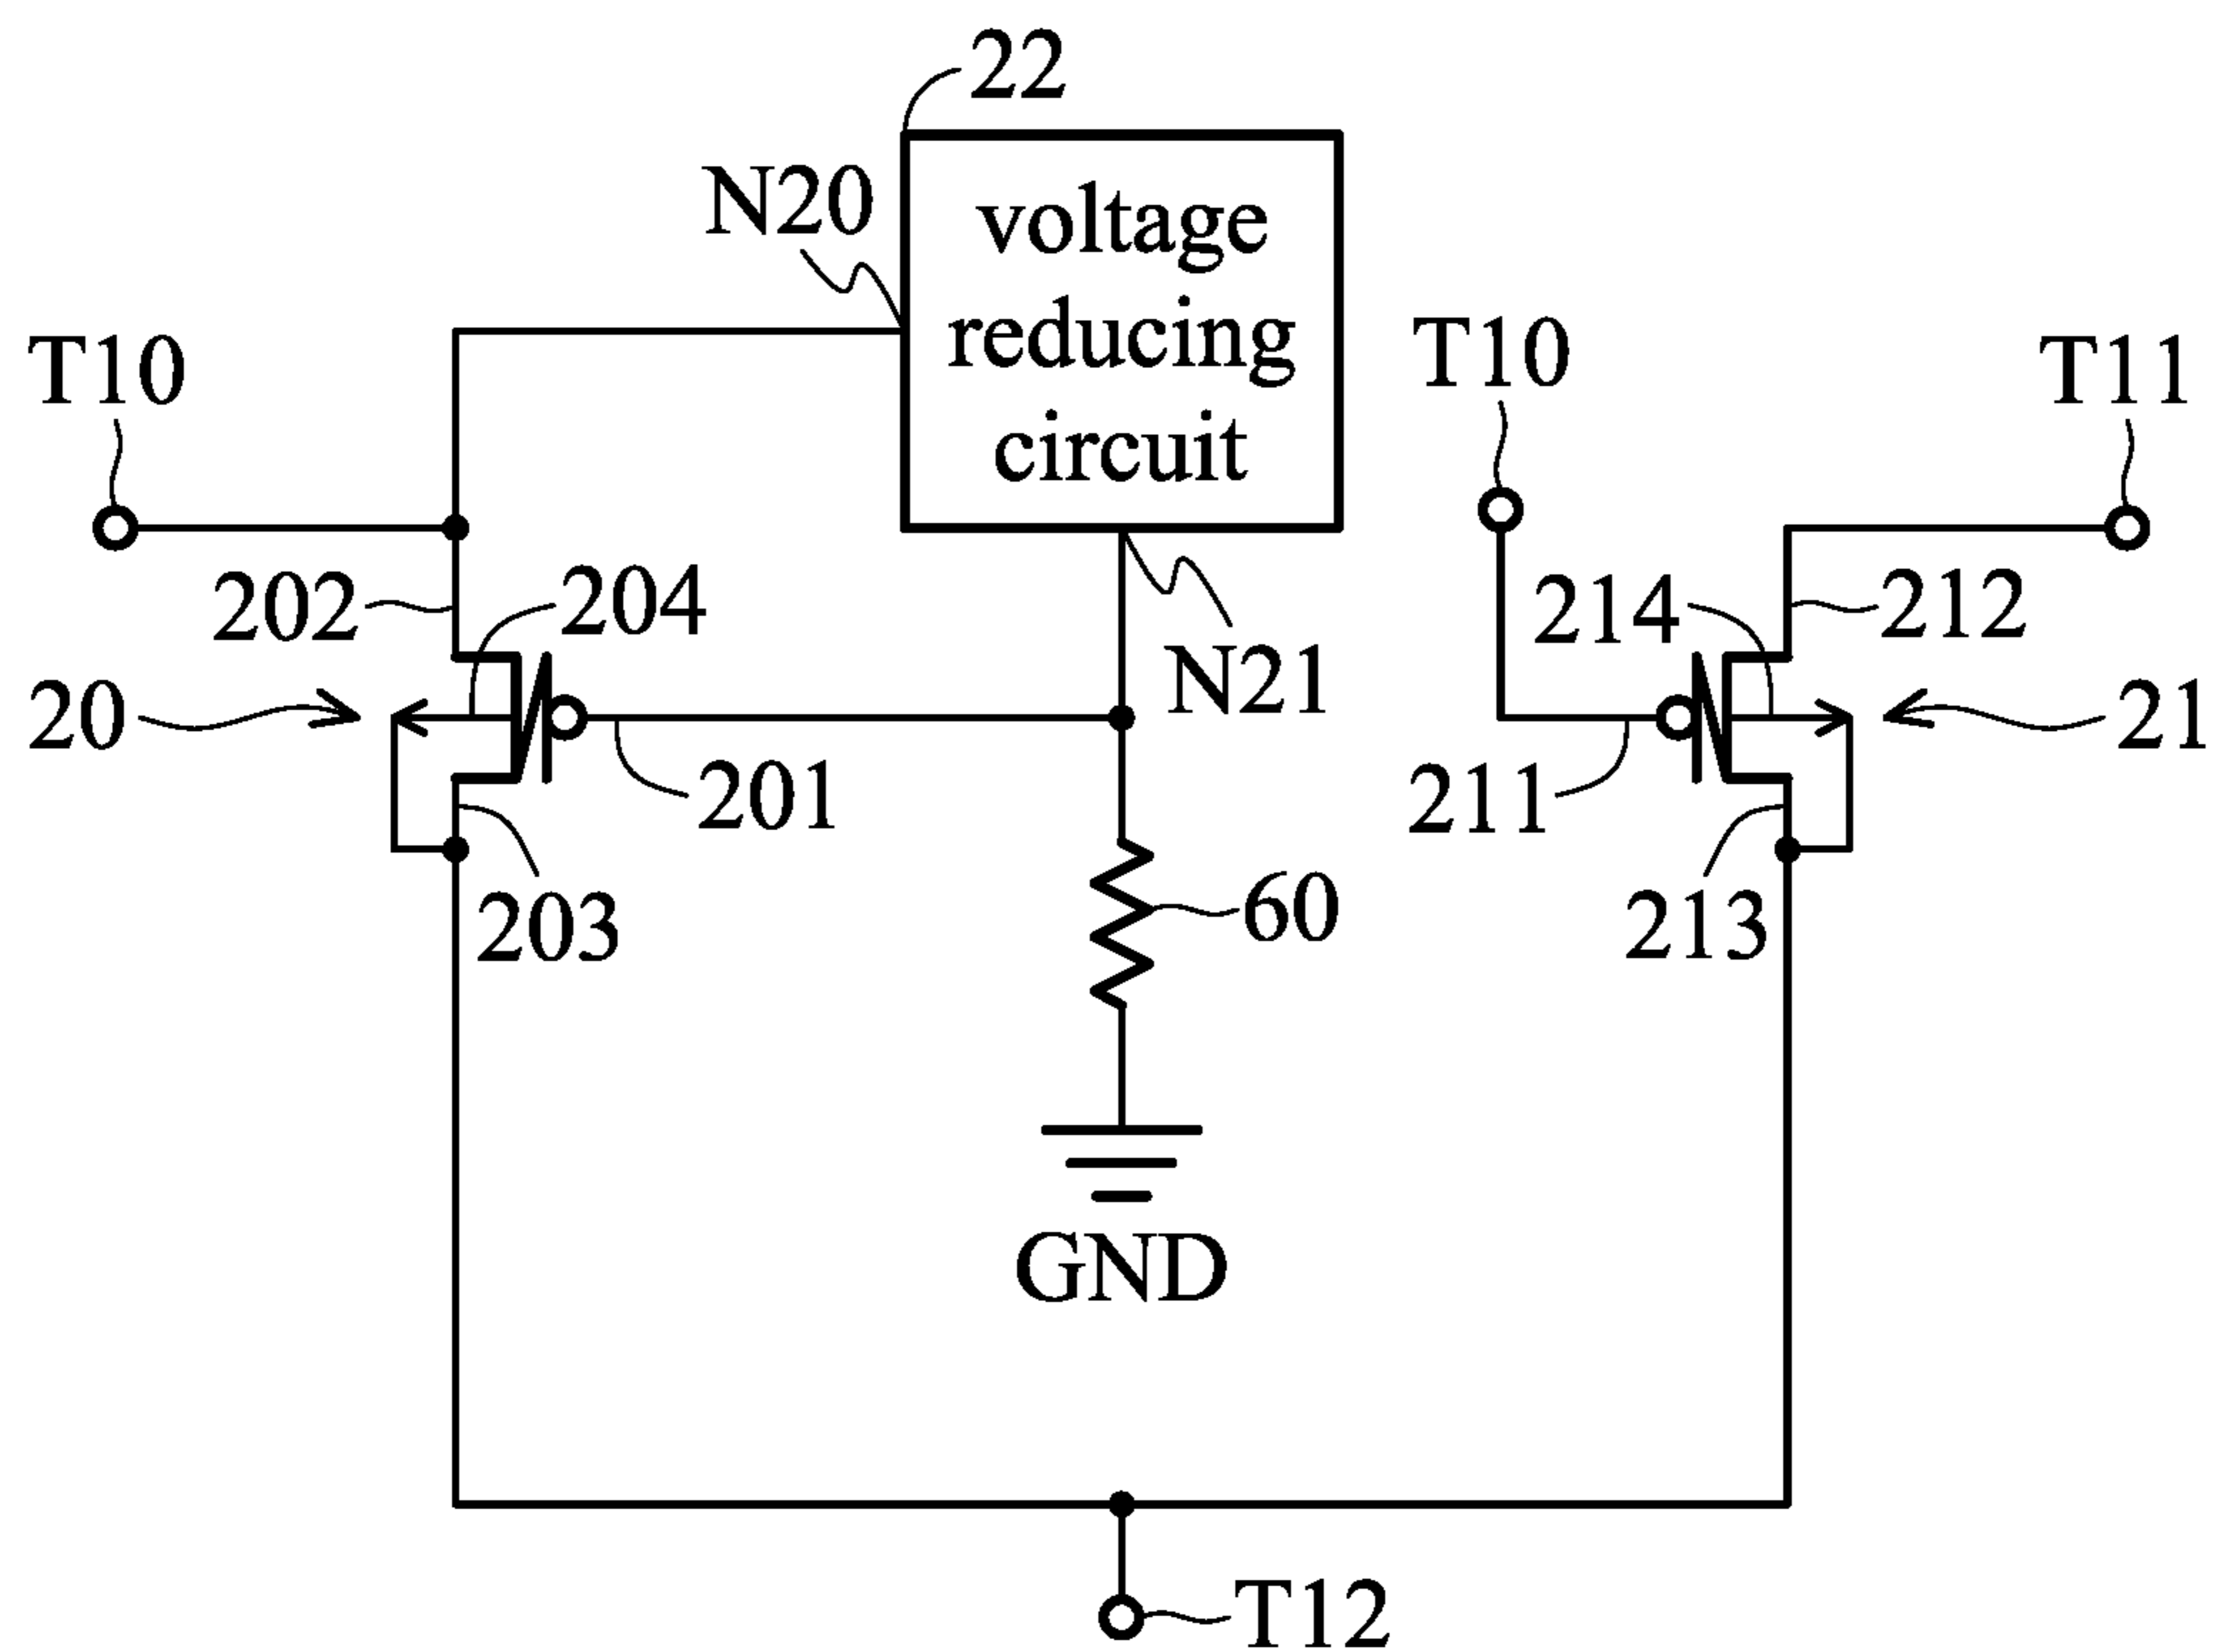 22
N20
voltage
reducing
circuit
T10
T10
T11
202
204
214
212
N21
20
21
201
211
203
60
213
GND
T12